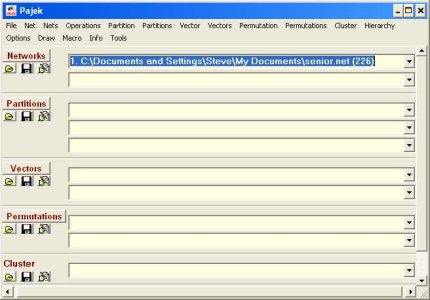 Pajek
File Net Nets Operations Partition Partitions Vector Vectors Permutation Permutations Cluster Hierarchy
Options Draw Macro Info Tools
Networks
1. C:\Documents and Settings\Steve\My Documents\senior.net (226)
Partitions
Vectors
Permutations
Cluster